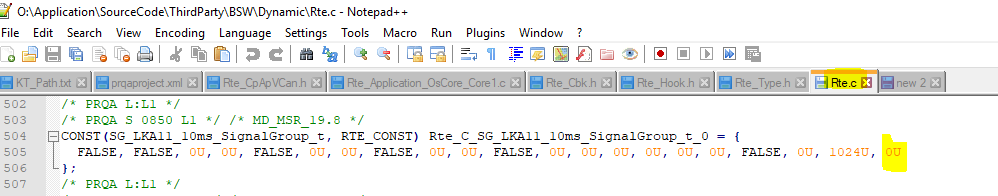 O:\Application\SourceCode\ThirdParty\BSW\Dynamic\Rte.c - Notepad++
File Edit Search View Encoding Language Settings Tools Macro Run Plugins Window ?
KT_Path.txt prqaproject.xml Rte_CpApVCan.h Rte_Application_OsCore_Core1.c Rte_Cbk.h Rte_Hook.h Rte_Type.h Rte.c new 2
502 /* PRQA L:L1 */
503 /* PRQA S 0850 L1 */ /* MD_MSR_19.8 */
504 CONST(SG_LKA11_10ms_SignalGroup_t, RTE_CONST) Rte_C_SG_LKA11_10ms_SignalGroup_t_0 = {
505 FALSE, FALSE, 0U, 0U, FALSE, 0U, 0U, FALSE, 0U, 0U, FALSE, 0U, 0U, 0U, 0U, 0U, FALSE, 0U, 1024U, 0U
506 };
507 /* PRQA L:L1 */